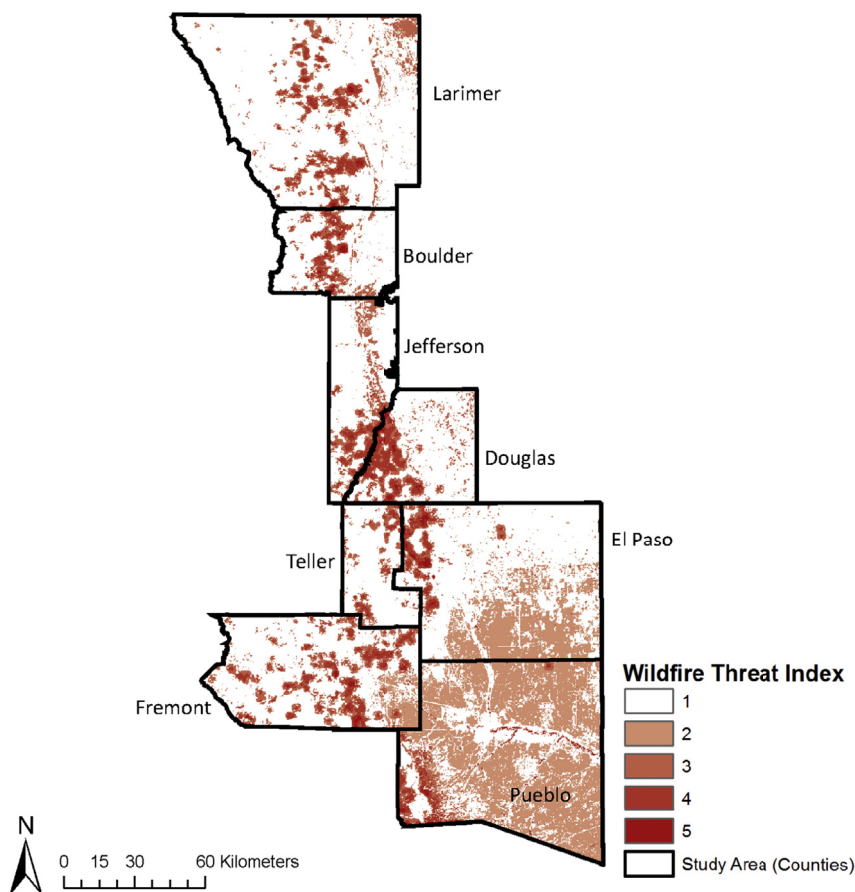 Larimer
Boulder
Jefferson
Douglas
El Paso
Teller
Fremont
Pueblo
Wildfire Threat Index
1
2
3
4
5
Study Area (Counties)
N
0 15 30 60 Kilometers